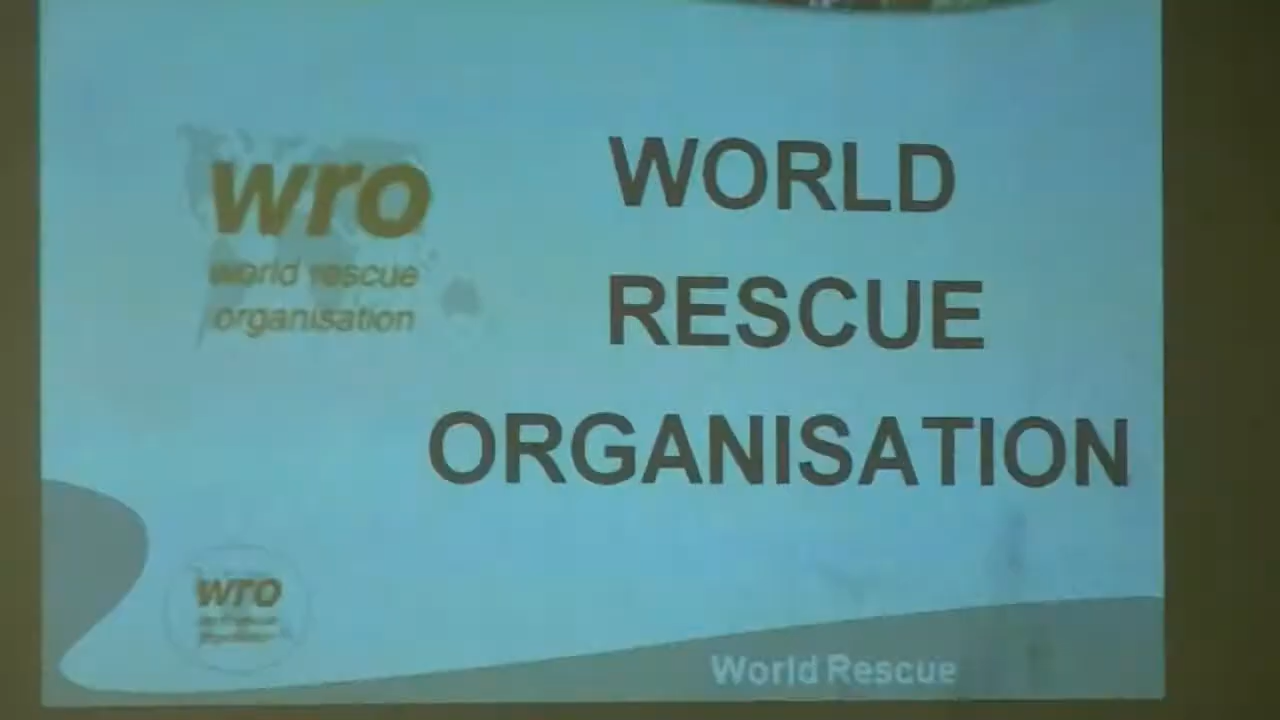 wro
world rescue
organisation
WORLD
RESCUE
ORGANISATION
wro
World Rescue